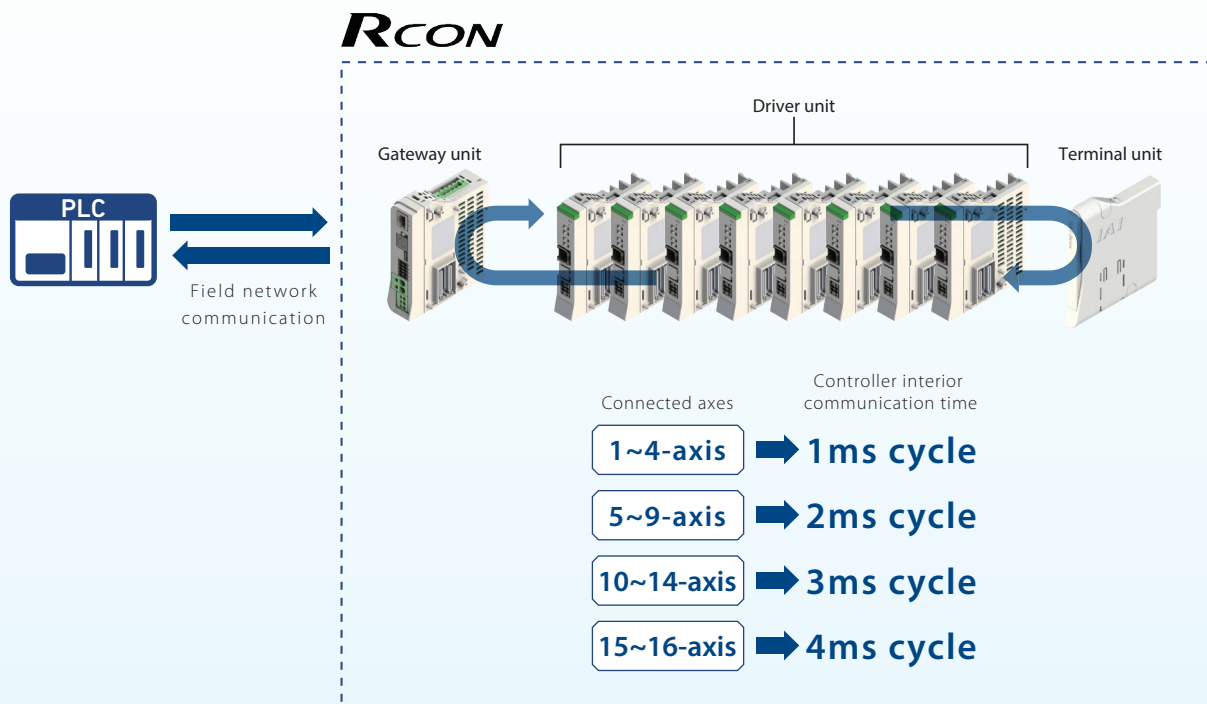 RCON
Driver unit
Gateway unit
Terminal unit
PLC
Field network
communication
IAI
Connected axes
Controller interior
communication time
1~4-axis
1ms cycle
5~9-axis
2ms cycle
10~14-axis
3ms cycle
15~16-axis
4ms cycle